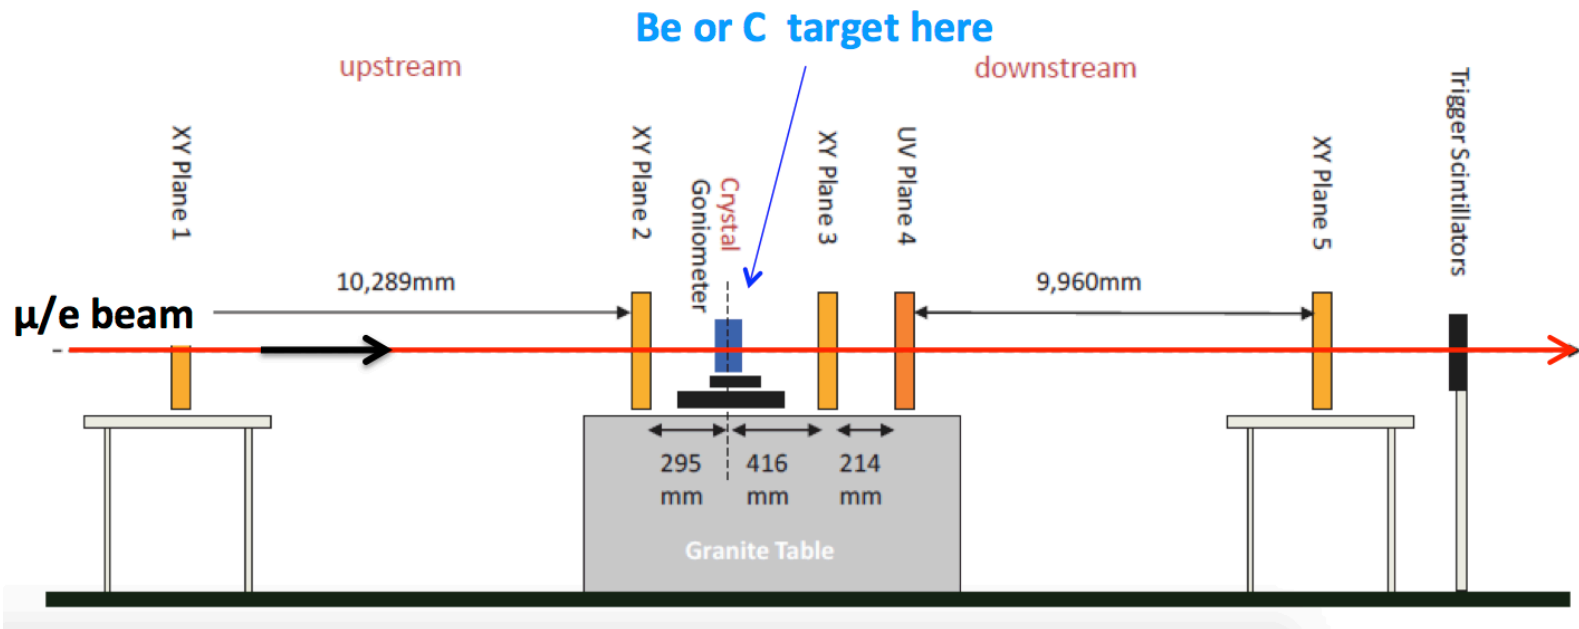 Be or C target here
upstream
downstream
XY Plane 1
XY Plane 2
Goniometer
Crystal
XY Plane 3
UV Plane 4
XY Plane 5
Trigger Scintillators
10,289mm
9,960mm
μ/e beam
295
mm
416
mm
214
mm
Granite Table